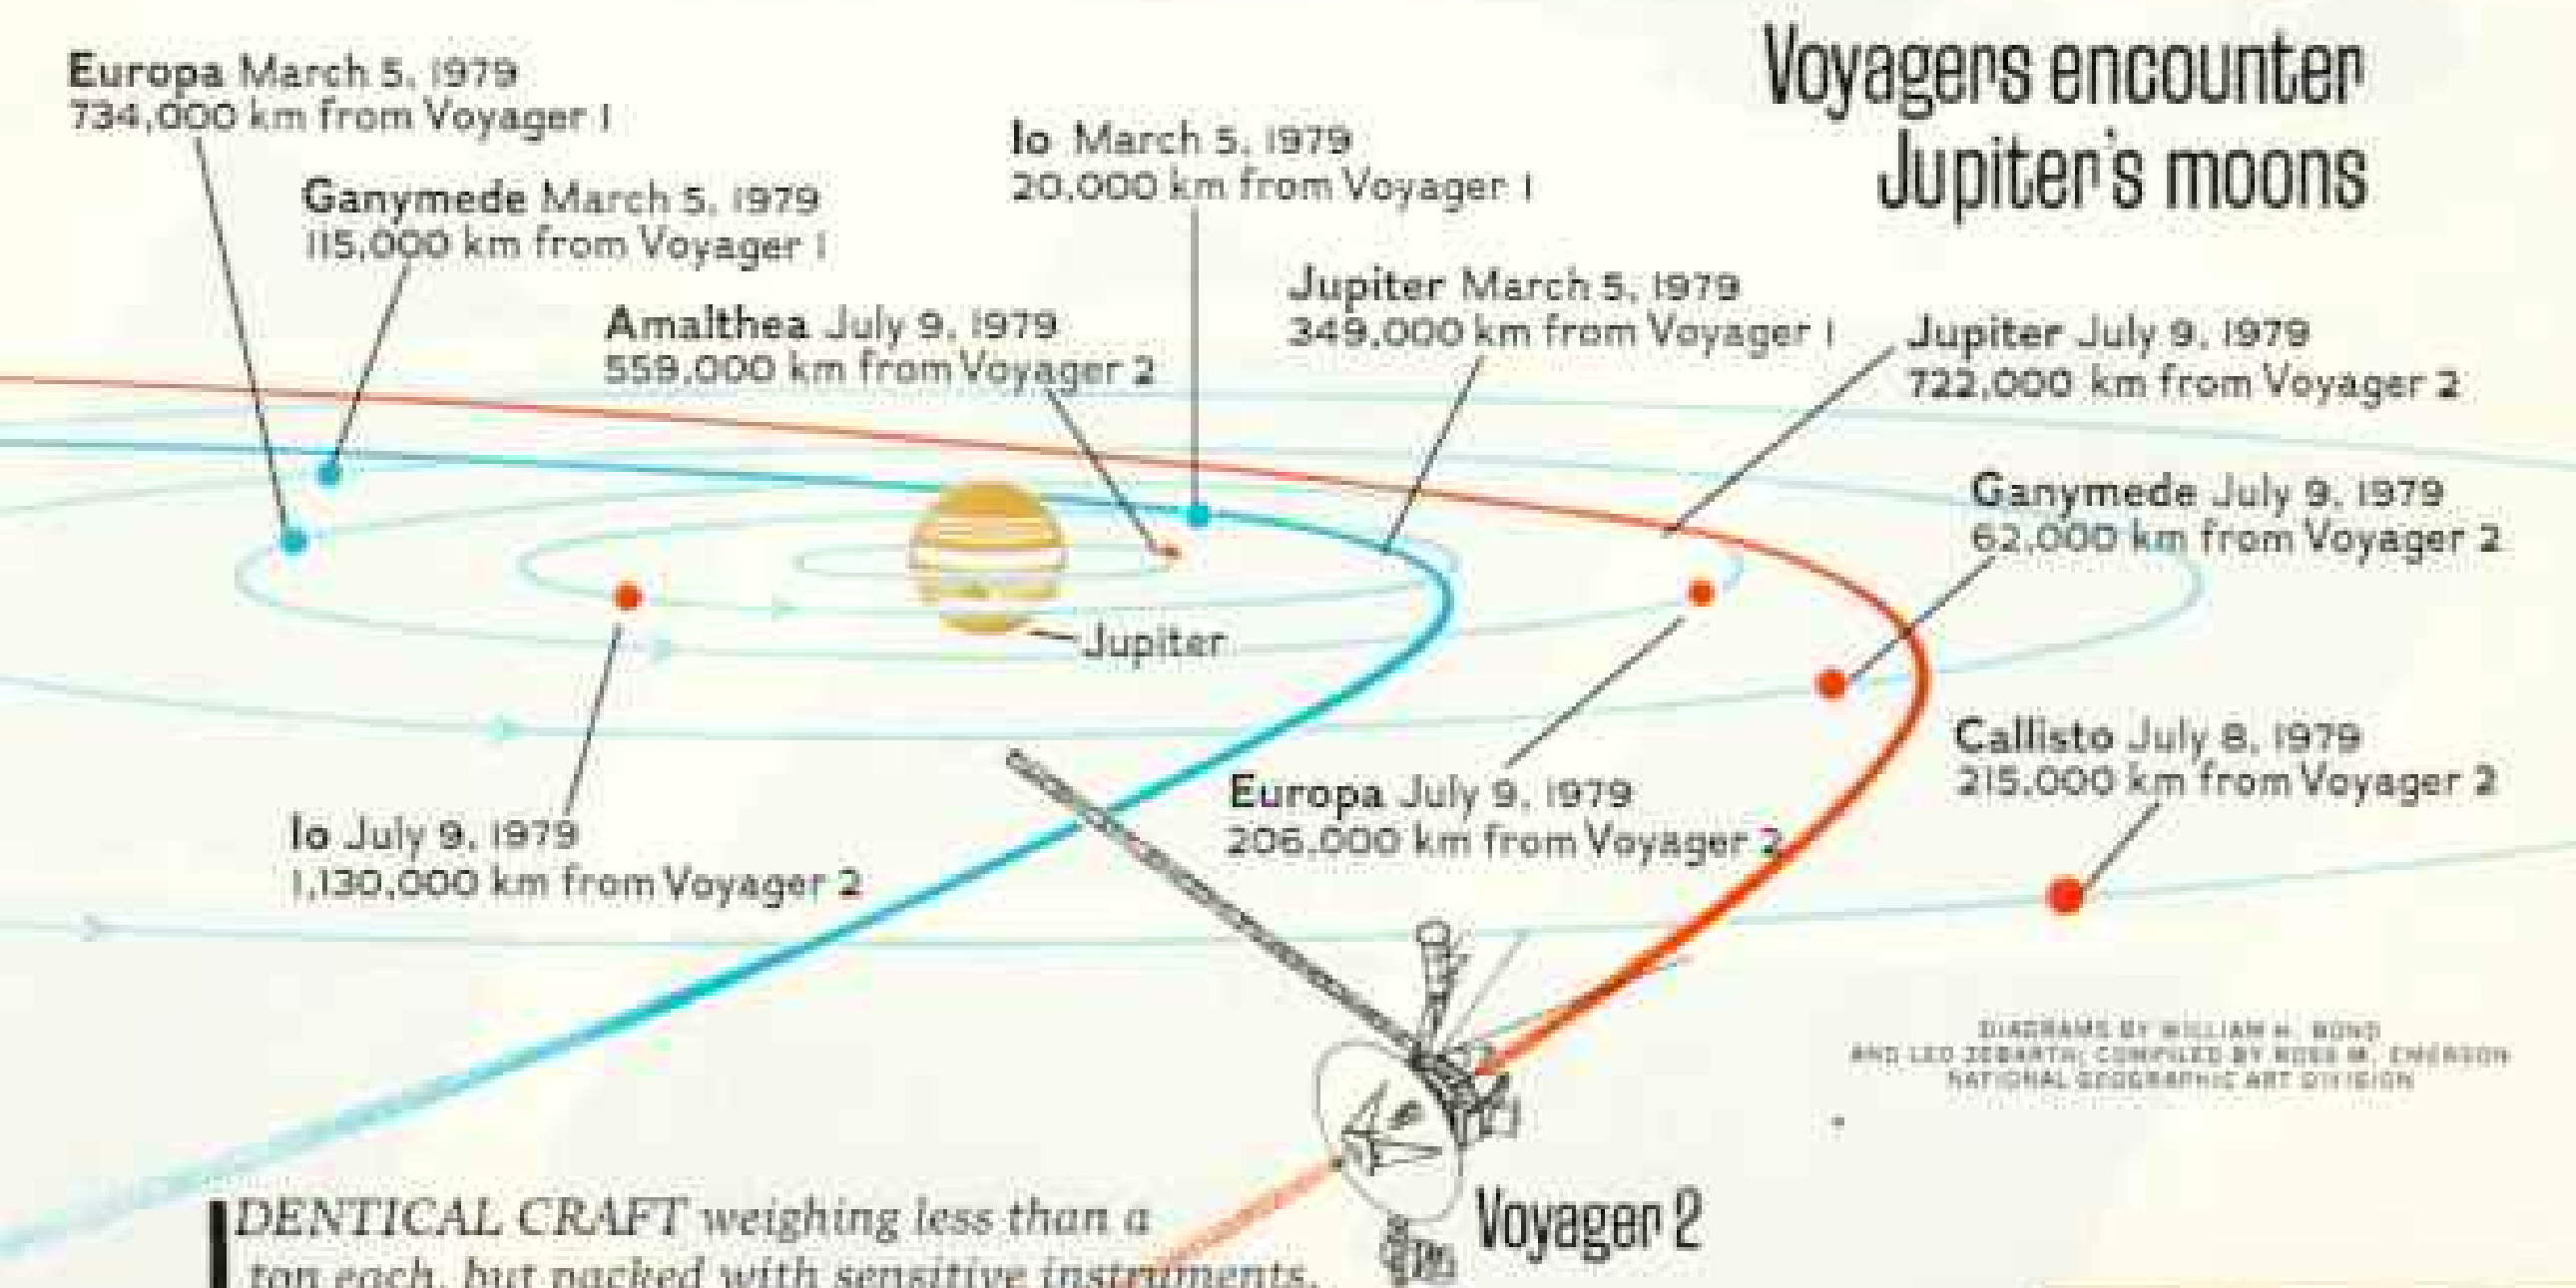 Voyagers encounter
Jupiter's moons
Europa March 5, 1979
734,000 km from Voyager 1
Ganymede March 5, 1979
115,000 km from Voyager 1
Io March 5, 1979
20,000 km from Voyager 1
Amalthea July 9, 1979
559,000 km from Voyager 2
Jupiter March 5, 1979
349,000 km from Voyager 1
Jupiter July 9, 1979
722,000 km from Voyager 2
Ganymede July 9, 1979
62,000 km from Voyager 2
Jupiter
Callisto July 8, 1979
215,000 km from Voyager 2
Europa July 9, 1979
206,000 km from Voyager 2
Io July 9, 1979
1,130,000 km from Voyager 2
DIAGRAMS BY WILLIAM H. BOND
AND LEO ZEBARTH; COMPILED BY ROSS M. EMERSON
NATIONAL GEOGRAPHIC ART DIVISION
Voyager 2
IDENTICAL CRAFT weighing less than a
ton each, but packed with sensitive instruments,